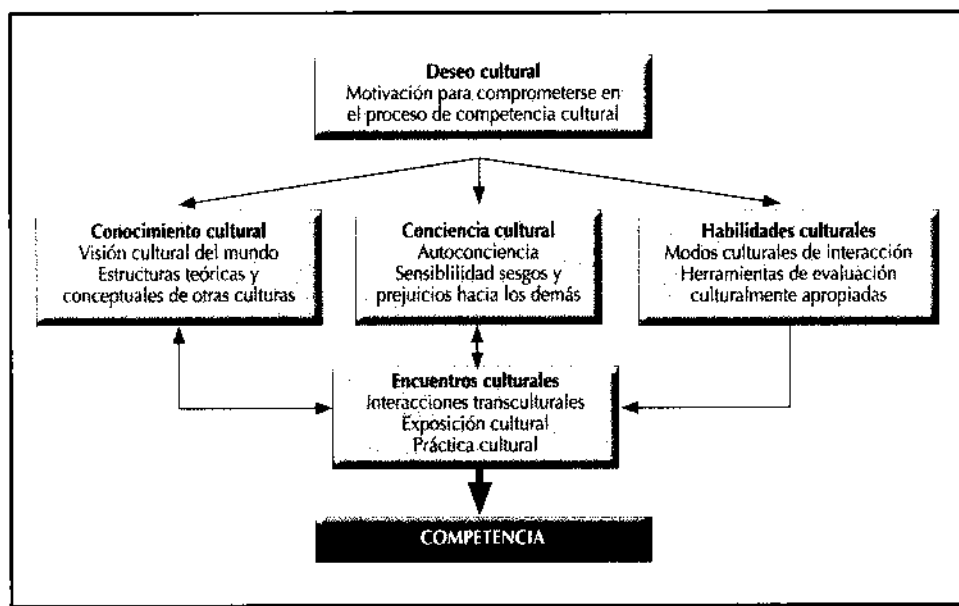 Deseo cultural
Motivación para comprometerse en
el proceso de competencia cultural
Conocimiento cultural
Visión cultural del mundo
Estructuras teóricas y
conceptuales de otras culturas
Conciencia cultural
Autoconciencia
Sensiblilidad sesgos y
prejuicios hacia los demás
Habilidades culturales
Modos culturales de interacción
Herramientas de evaluación
culturalmente apropiadas
Encuentros culturales
Interacciones transculturales
Exposición cultural
Práctica cultural
COMPETENCIA